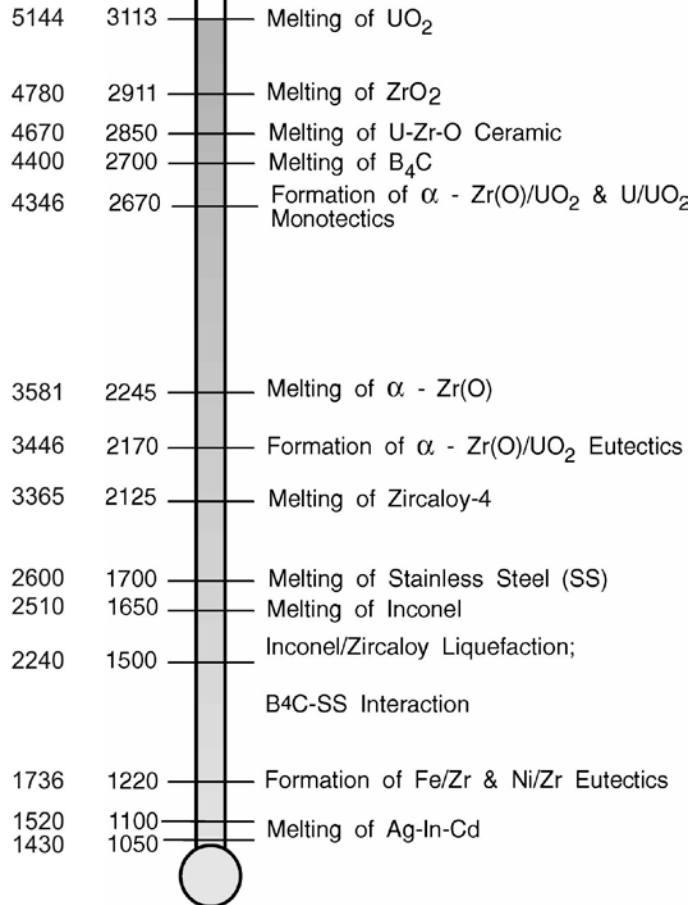 5144 3113 Melting of UO2
4780 2911 Melting of ZrO2
4670 2850 Melting of U-Zr-O Ceramic
4400 2700 Melting of B4C
4346 2670 Formation of α - Zr(O)/UO2 & U/UO2
Monotectics
3581 2245 Melting of α - Zr(O)
3446 2170 Formation of α - Zr(O)/UO2 Eutectics
3365 2125 Melting of Zircaloy-4
2600 1700 Melting of Stainless Steel (SS)
2510 1650 Melting of Inconel
2240 1500 Inconel/Zircaloy Liquefaction;
B4C-SS Interaction
1736 1220 Formation of Fe/Zr & Ni/Zr Eutectics
1520 1100 Melting of Ag-In-Cd
1430 1050